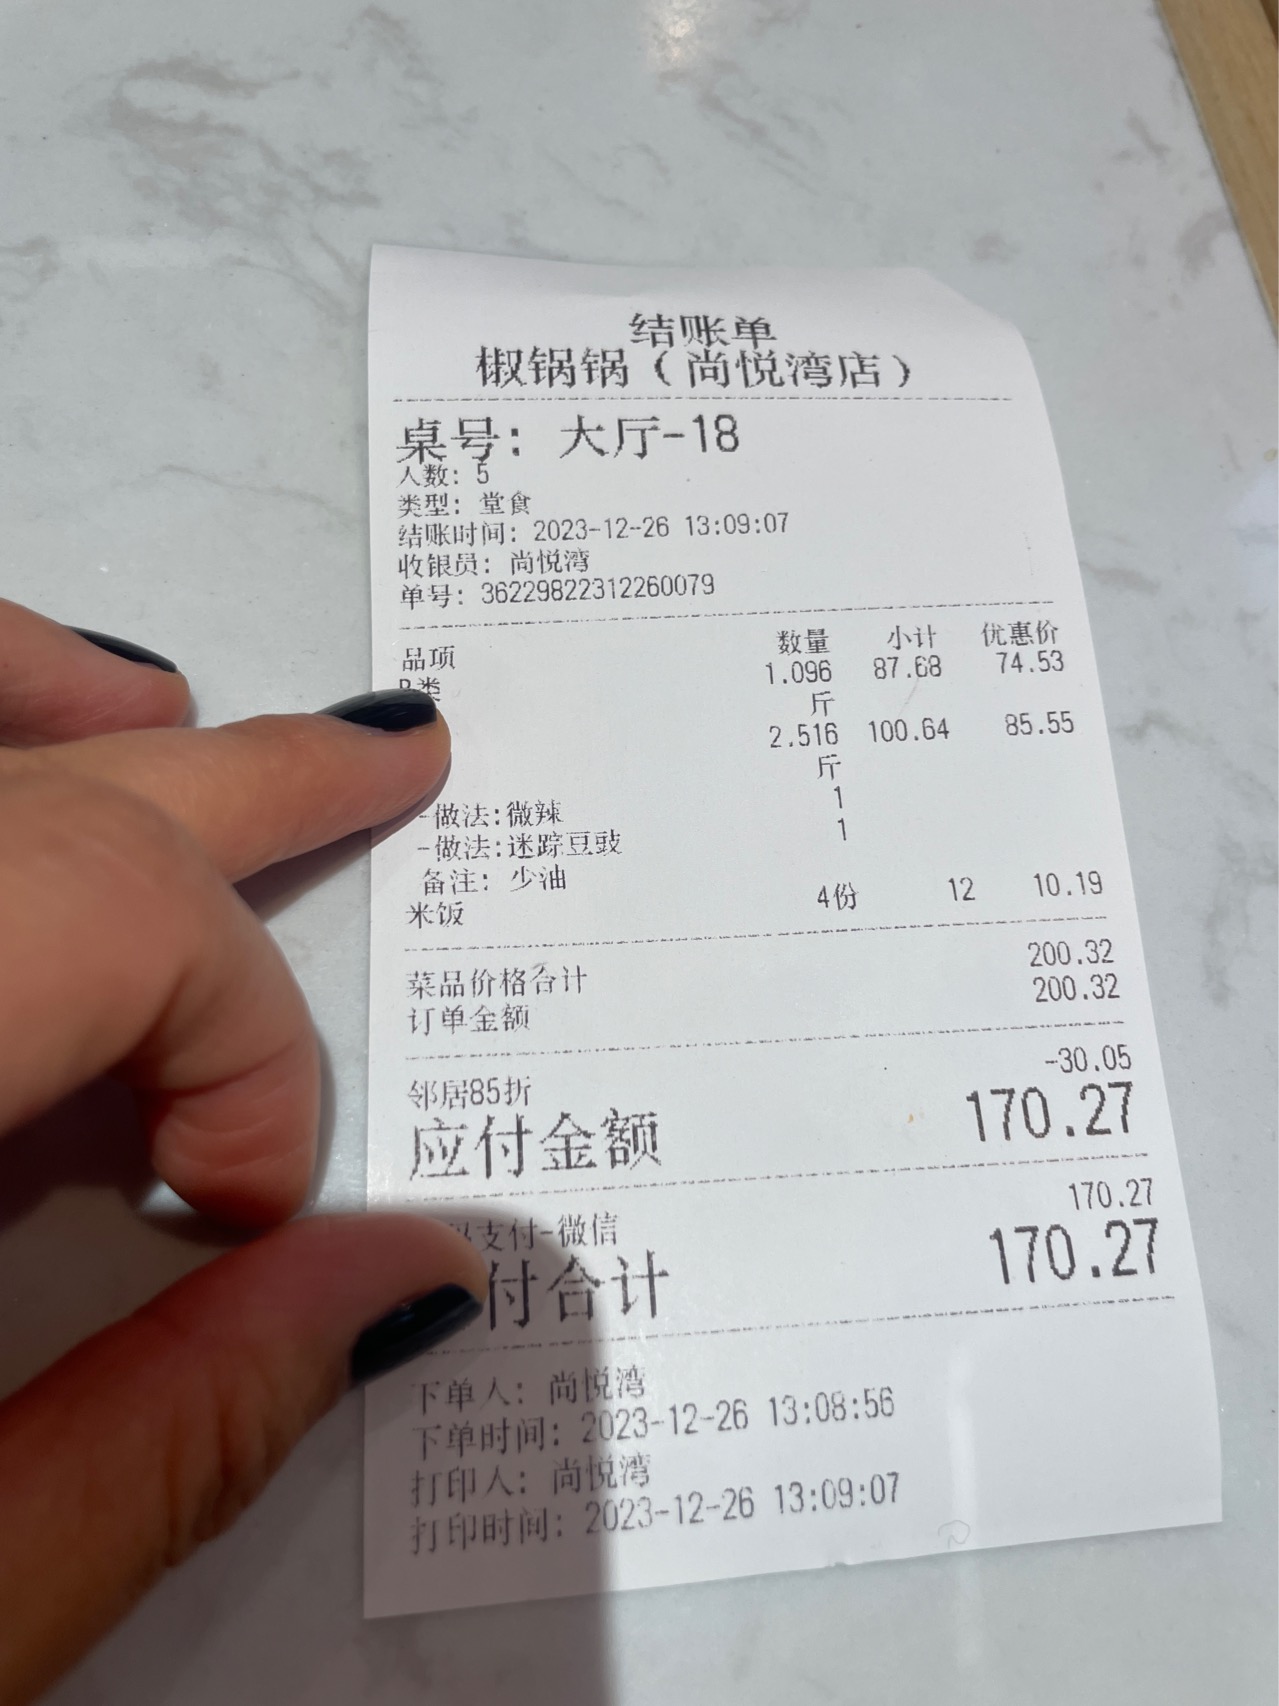 结账单
椒锅锅（尚悦湾店）
桌号： 大厅-18
人数： 5
类型： 堂食
结账时间： 2023-12-26 13:09:07
收银员： 尚悦湾
单号： 36229822312260079
品项 数量 小计 优惠价
B类 1.096 87.68 74.53
斤
2.516 100.64 85.55
斤
-做法:微辣 1
-做法:迷踪豆豉 1
备注： 少油
米饭 4份 12 10.19
菜品价格合计 200.32
订单金额 200.32
邻居85折 -30.05
应付金额 170.27
支付-微信 170.27
付合计 170.27
下单人： 尚悦湾
下单时间： 2023-12-26 13:08:56
打印人： 尚悦湾
打印时间： 2023-12-26 13:09:07